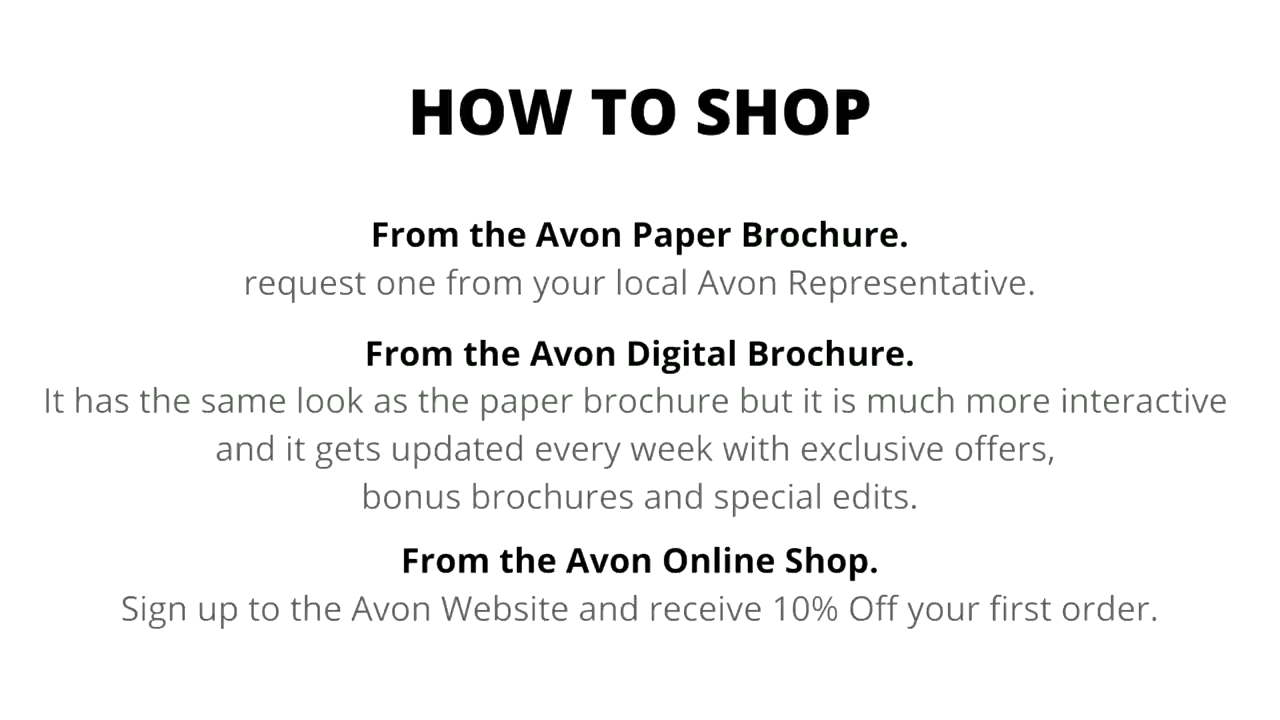 HOW TO SHOP
From the Avon Paper Brochure.
request one from your local Avon Representative.
From the Avon Digital Brochure.
It has the same look as the paper brochure but it is much more interactive
and it gets updated every week with exclusive offers,
bonus brochures and special edits.
From the Avon Online Shop.
Sign up to the Avon Website and receive 10% Off your first order.